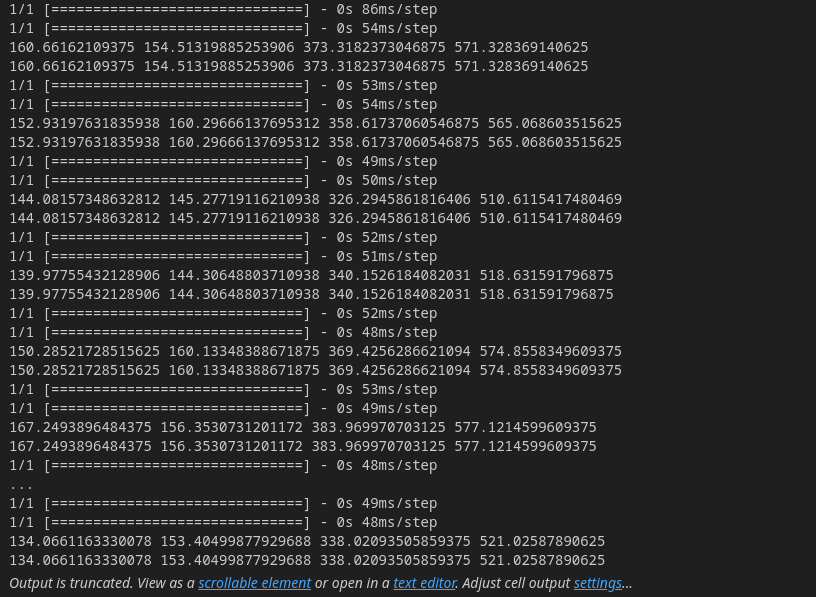 1/1 [==============================] - 0s 86ms/step
1/1 [==============================] - 0s 54ms/step
160.66162109375 154.51319885253906 373.3182373046875 571.328369140625
160.66162109375 154.51319885253906 373.3182373046875 571.328369140625
1/1 [==============================] - 0s 53ms/step
1/1 [==============================] - 0s 54ms/step
152.93197631835938 160.29666137695312 358.61737060546875 565.068603515625
152.93197631835938 160.29666137695312 358.61737060546875 565.068603515625
1/1 [==============================] - 0s 49ms/step
1/1 [==============================] - 0s 50ms/step
144.08157348632812 145.27719116210938 326.2945861816406 510.6115417480469
144.08157348632812 145.27719116210938 326.2945861816406 510.6115417480469
1/1 [==============================] - 0s 52ms/step
1/1 [==============================] - 0s 51ms/step
139.97755432128906 144.30648803710938 340.1526184082031 518.631591796875
139.97755432128906 144.30648803710938 340.1526184082031 518.631591796875
1/1 [==============================] - 0s 52ms/step
1/1 [==============================] - 0s 48ms/step
150.28521728515625 160.13348388671875 369.4256286621094 574.8558349609375
150.28521728515625 160.13348388671875 369.4256286621094 574.8558349609375
1/1 [==============================] - 0s 53ms/step
1/1 [==============================] - 0s 49ms/step
167.2493896484375 156.3530731201172 383.969970703125 577.1214599609375
167.2493896484375 156.3530731201172 383.969970703125 577.1214599609375
1/1 [==============================] - 0s 48ms/step
...
1/1 [==============================] - 0s 49ms/step
1/1 [==============================] - 0s 48ms/step
134.0661163330078 153.40499877929688 338.02093505859375 521.02587890625
134.0661163330078 153.40499877929688 338.02093505859375 521.02587890625
Output is truncated. View as a scrollable element or open in a text editor. Adjust cell output settings...